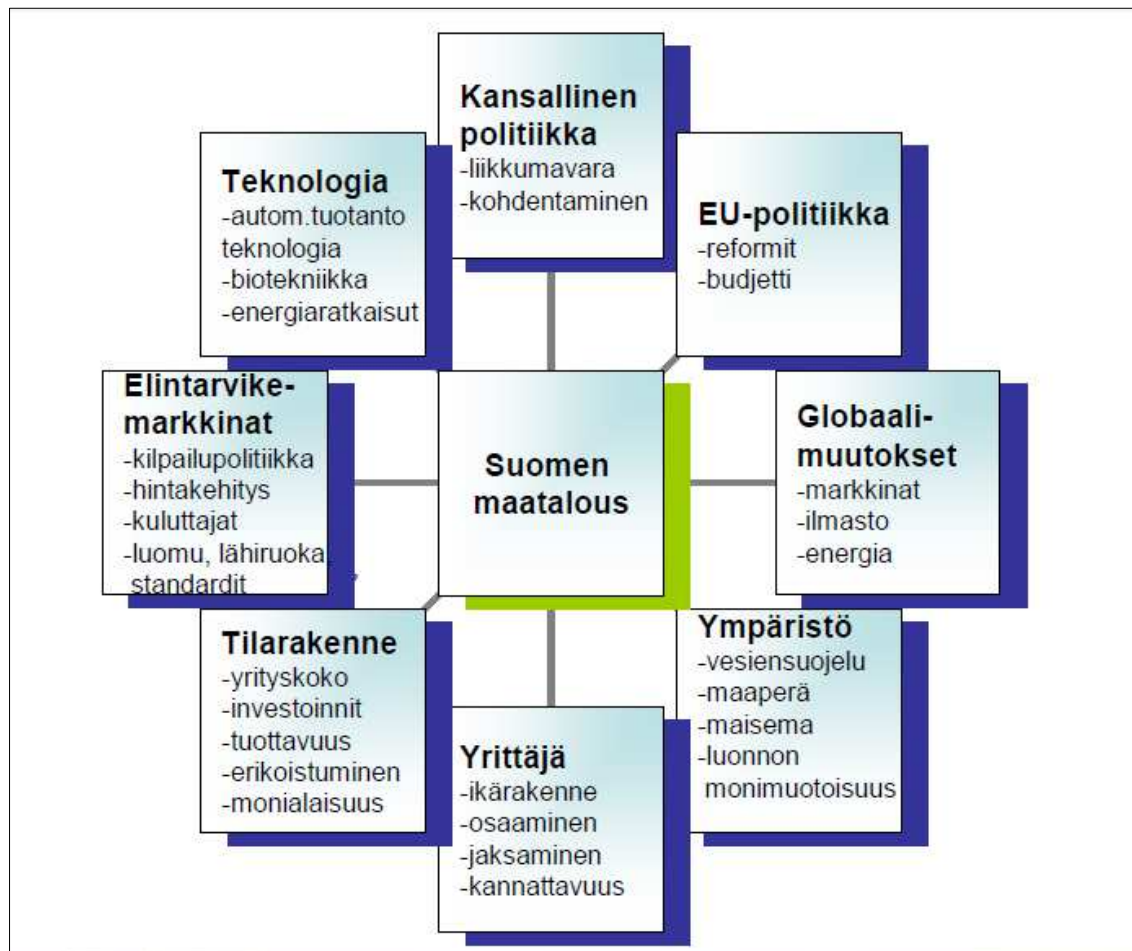 Kansallinen
politiikka
-liikkumavara
-kohdentaminen
Teknologia
-autom.tuotanto
teknologia
-biotekniikka
-energiaratkaisut
EU-politiikka
-reformit
-budjetti
Elintarvike-
markkinat
-kilpailupolitiikka
-hintakehitys
-kuluttajat
-luomu, lähiruoka,
standardit
Suomen
maatalous
Globaali-
muutokset
-markkinat
-ilmasto
-energia
Tilarakenne
-yrityskoko
-investoinnit
-tuottavuus
-erikoistuminen
-monialaisuus
Yrittäjä
-ikärakenne
-osaaminen
-jaksaminen
-kannattavuus
Ympäristö
-vesiensuojelu
-maaperä
-maisema
-luonnon
monimuotoisuus